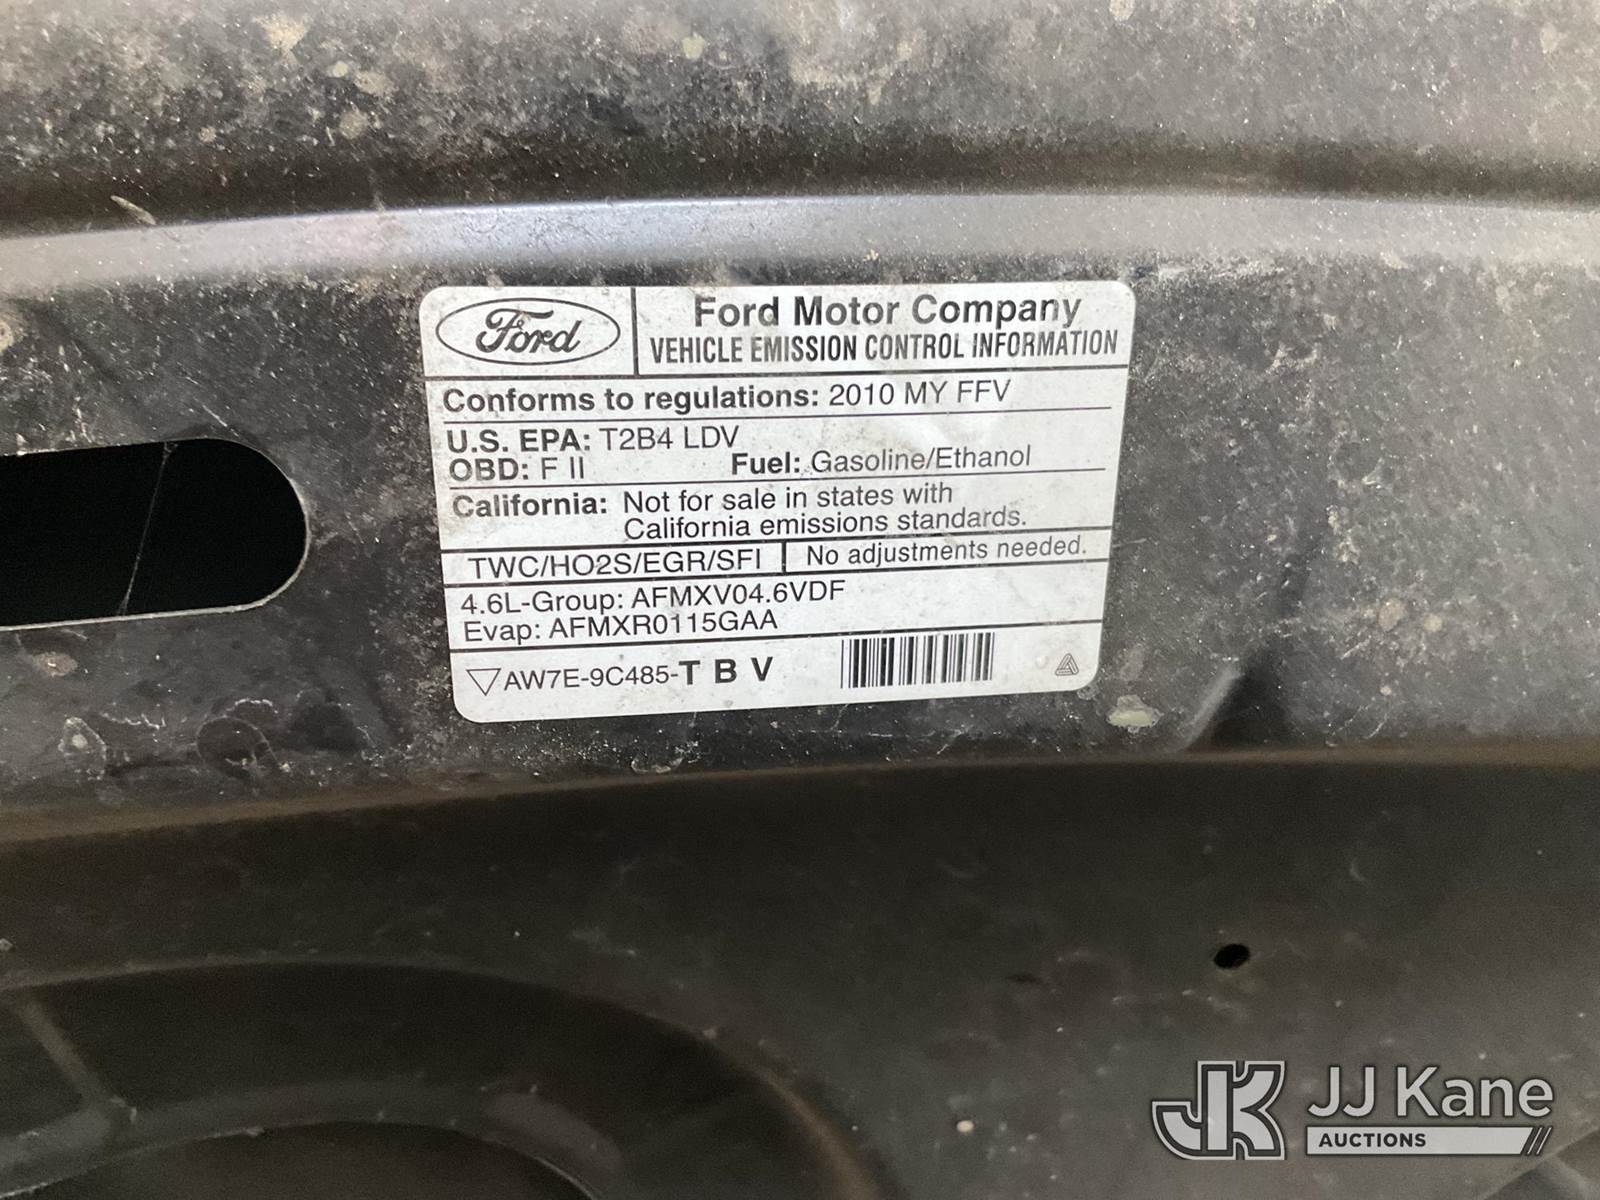 Ford
Ford Motor Company
VEHICLE EMISSION CONTROL INFORMATION
Conforms to regulations: 2010 MY FFV
U.S. EPA: T2B4 LDV
OBD: F II Fuel: Gasoline/Ethanol
California: Not for sale in states with
California emissions standards.
TWC/HO2S/EGR/SFI No adjustments needed.
4.6L-Group: AFMXV04.6VDF
Evap: AFMXR0115GAA
AW7E-9C485-T B V
JK JJ Kane
AUCTIONS